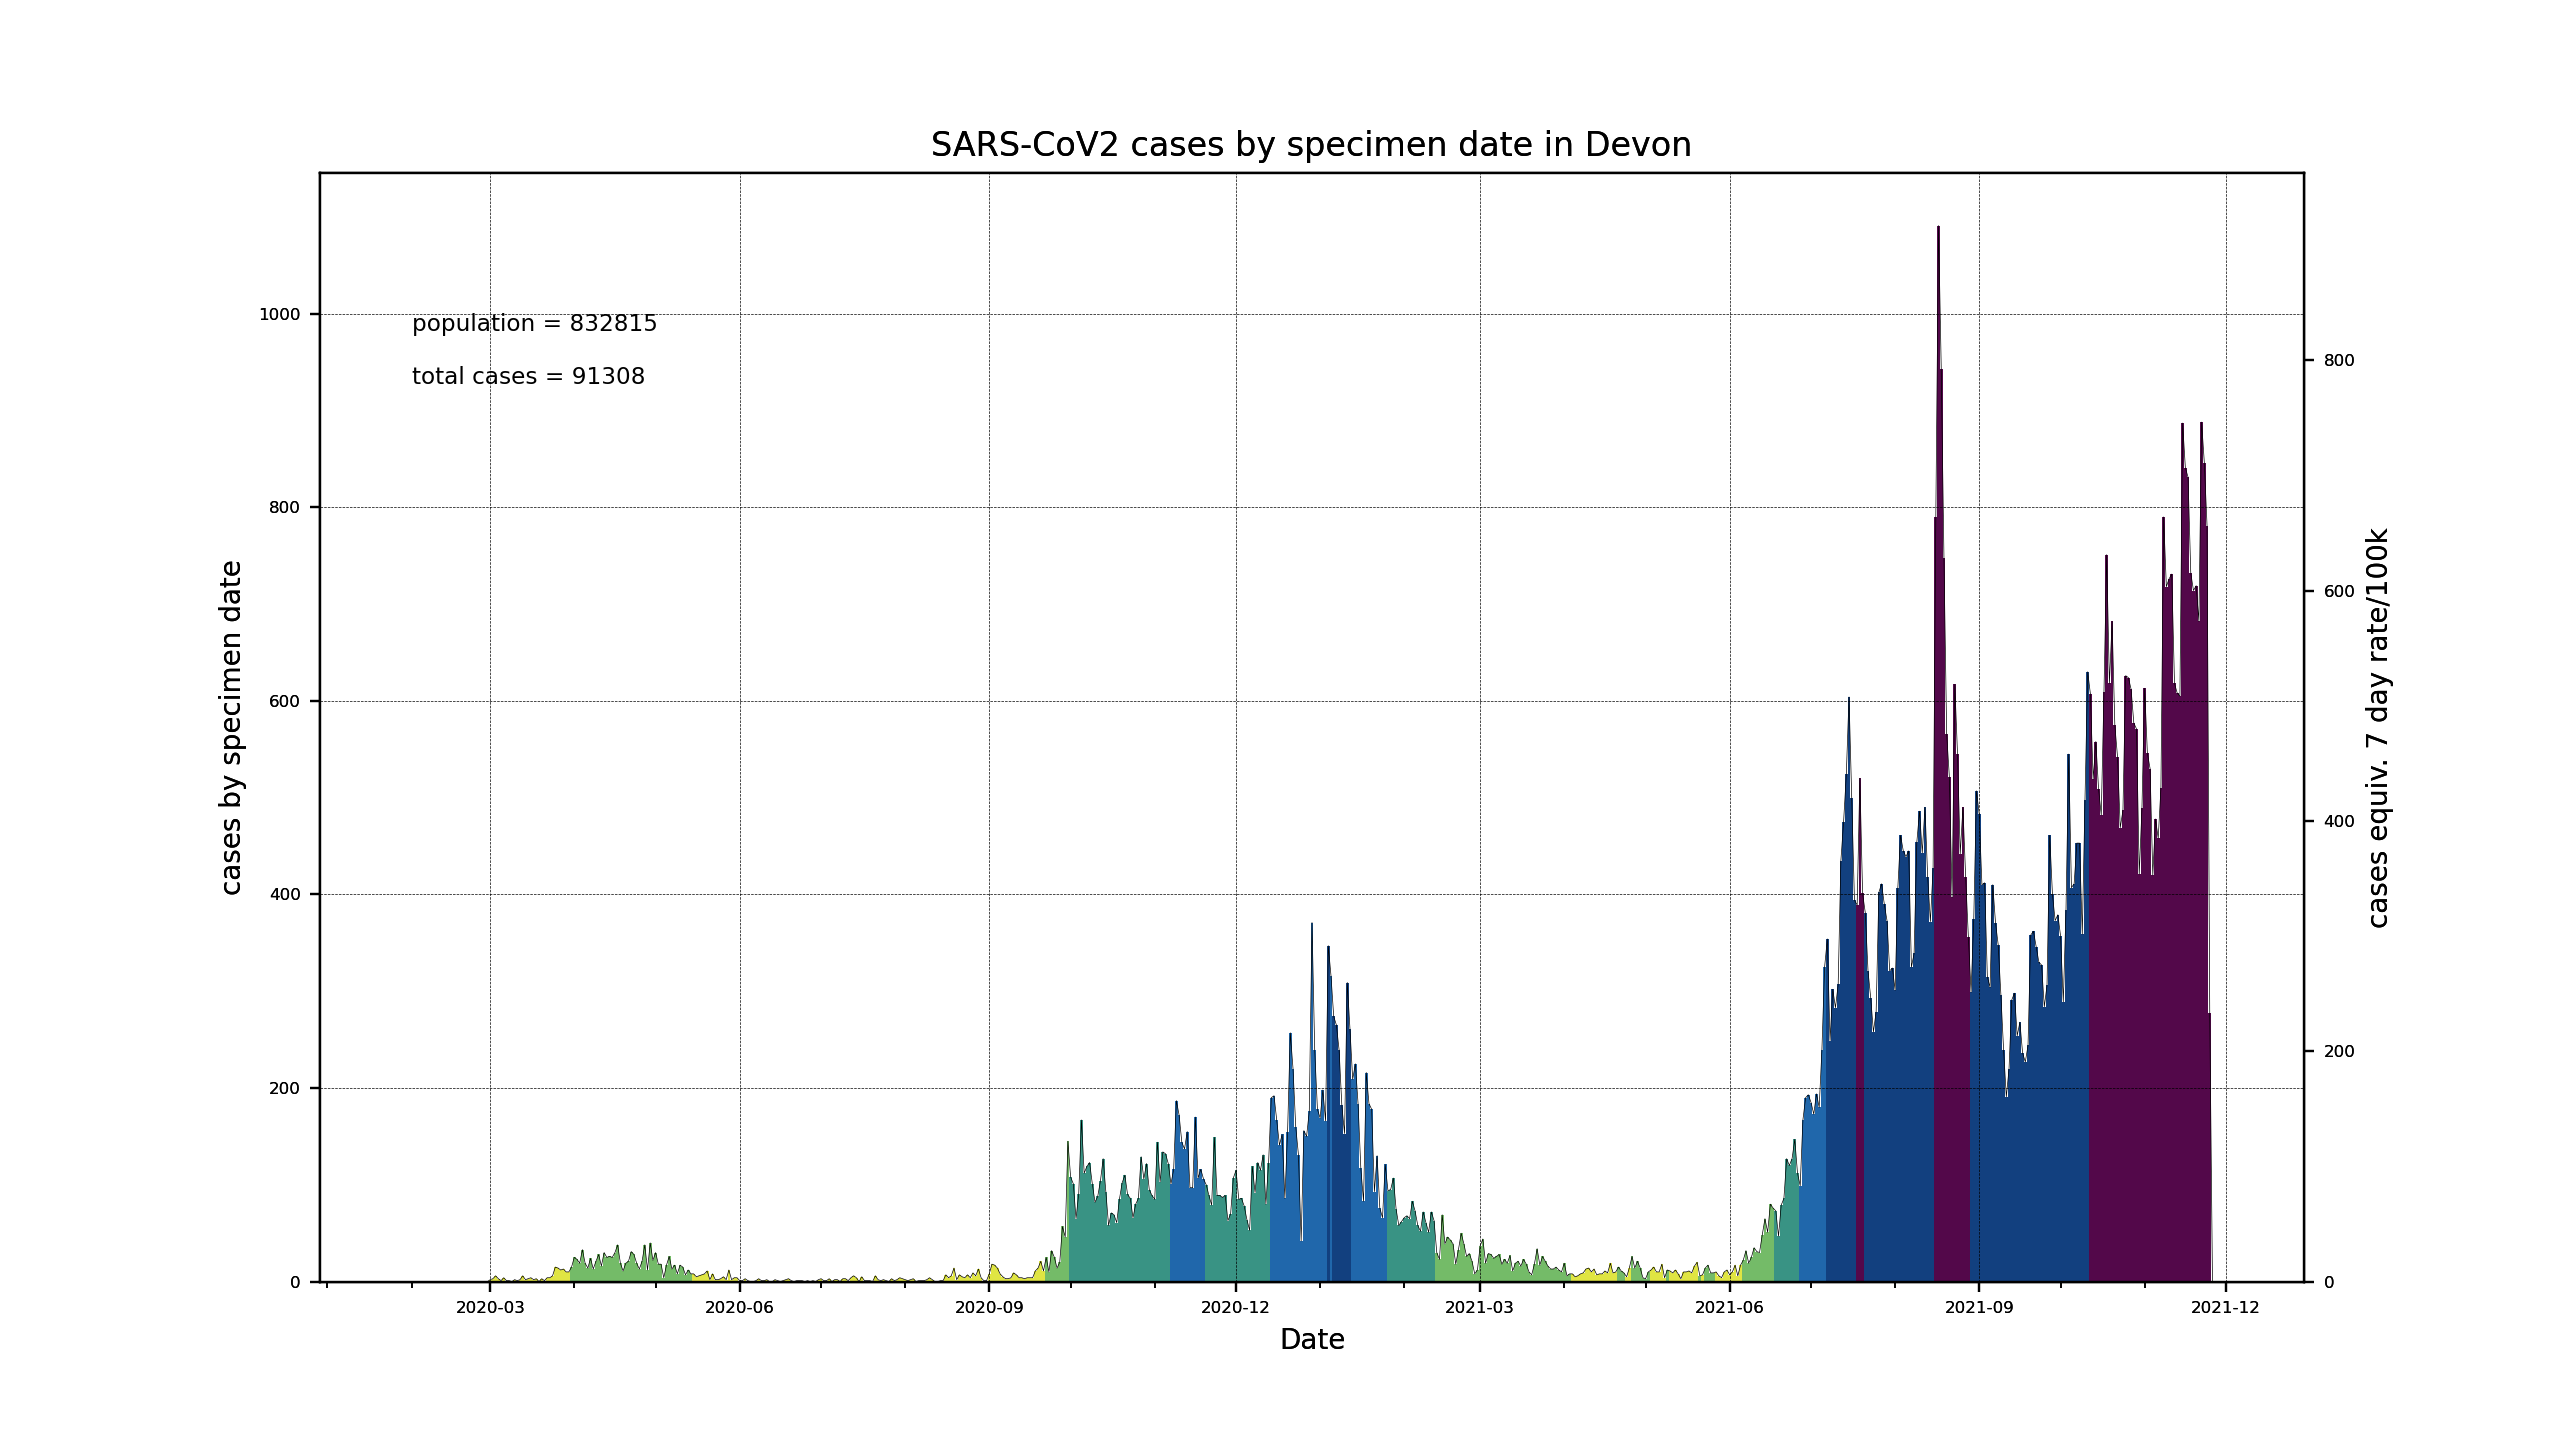 SARS-CoV2 cases by specimen date in Devon
population = 832815
total cases = 91308
cases by specimen date
1000
800
600
400
200
0
800
600
400
200
0
cases equiv. 7 day rate/100k
2020-03 2020-06 2020-09 2020-12 2021-03 2021-06 2021-09 2021-12
Date